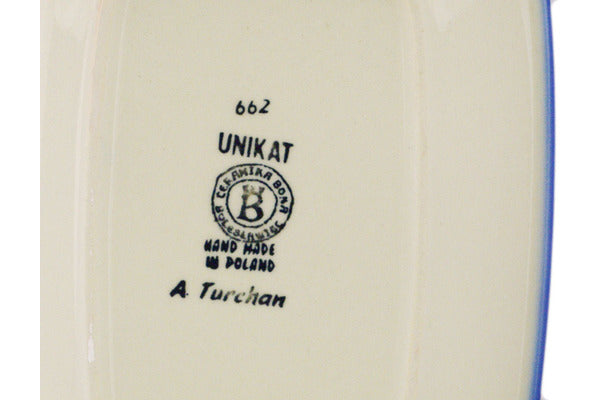 662
UNIKAT
CERAMIKA BONA
B
BOLESŁAWIEC
HAND MADE
IN POLAND
A. Turchan